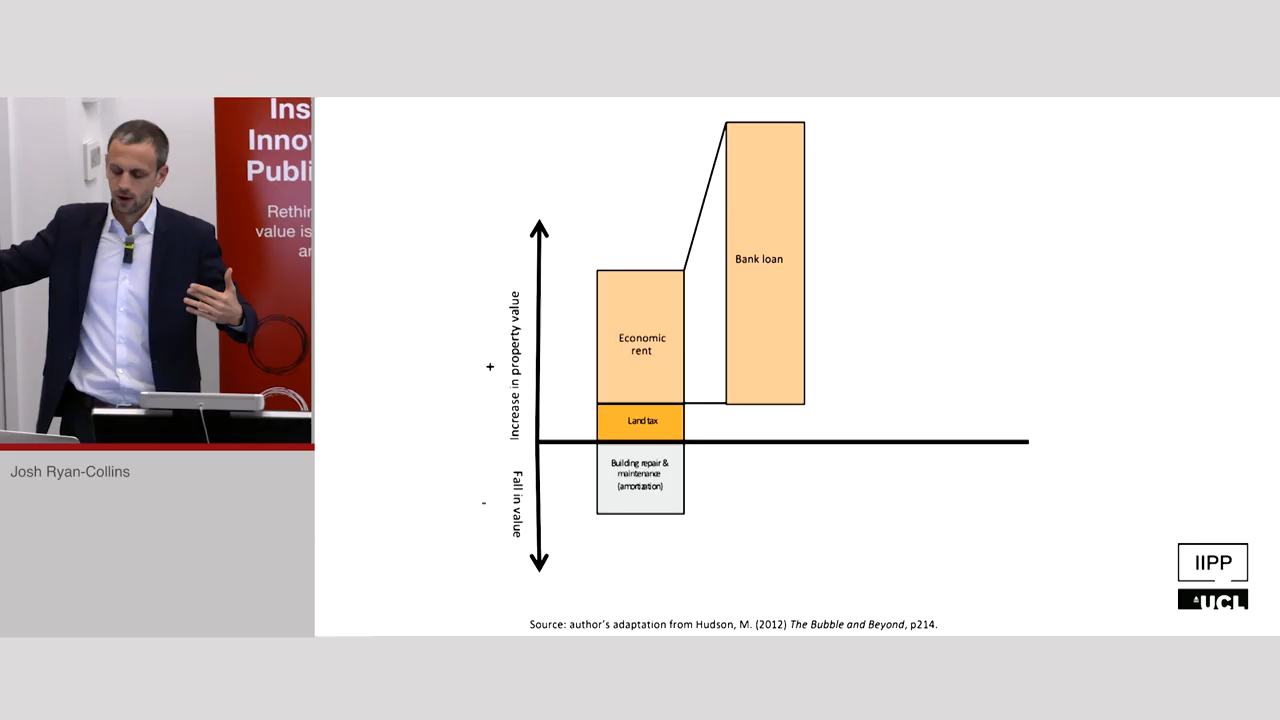 Ins
Innov
Publi
Rethin
value is
an
Josh Ryan-Collins
Bank loan
Economic
rent
Land tax
Building repair &
maintenance
(amortization)
+
Increase in property value
-
Fall in value
IIPP
UCL
Source: author's adaptation from Hudson, M. (2012) The Bubble and Beyond, p214.